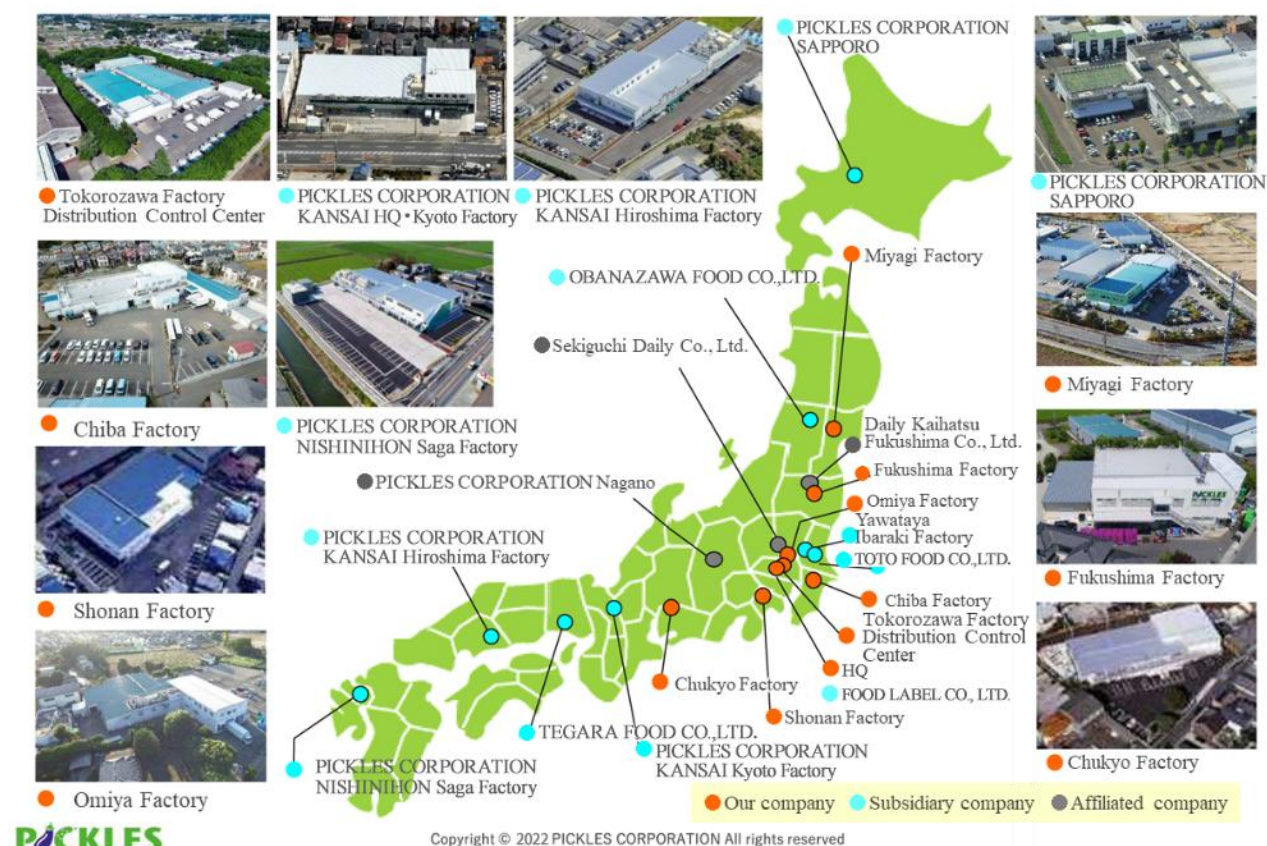 PICKLES CORPORATION
SAPPORO
Tokorozawa Factory
Distribution Control Center
PICKLES CORPORATION
KANSAI HQ・Kyoto Factory
PICKLES CORPORATION
KANSAI Hiroshima Factory
PICKLES CORPORATION
SAPPORO
Miyagi Factory
OBANAZAWA FOOD CO.,LTD.
Sekiguchi Daily Co., Ltd.
Miyagi Factory
Chiba Factory
PICKLES CORPORATION
NISHINIHON Saga Factory
Daily Kaihatsu
Fukushima Co., Ltd.
Fukushima Factory
PICKLES CORPORATION Nagano
Omiya Factory
Yawataya
Ibaraki Factory
TOTO FOOD CO.,LTD.
PICKLES
Fukushima Factory
PICKLES CORPORATION
KANSAI Hiroshima Factory
Shonan Factory
Chiba Factory
Tokorozawa Factory
Distribution Control
Center
HQ
FOOD LABEL CO., LTD.
Chukyo Factory
Shonan Factory
TEGARA FOOD CO.,LTD.
PICKLES CORPORATION
KANSAI Kyoto Factory
PICKLES CORPORATION
NISHINIHON Saga Factory
Chukyo Factory
Omiya Factory
Our company
Subsidiary company
Affiliated company
PICKLES
Copyright © 2022 PICKLES CORPORATION All rights reserved